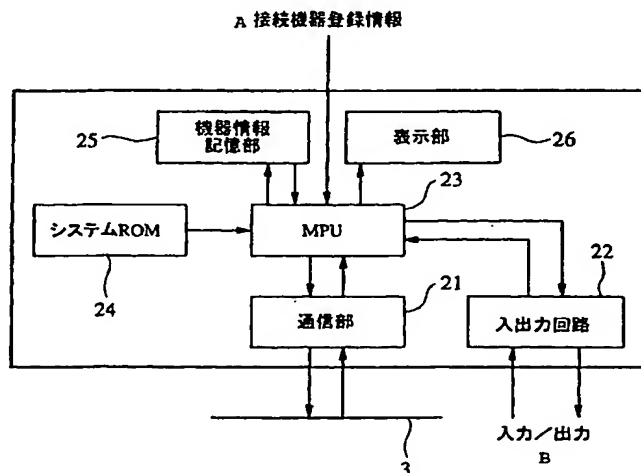 A 接続機器登録情報
25
機器情報
記憶部
表示部
26
23
システムROM
MPU
24
21
22
通信部
入出力回路
3
入力／出力
B